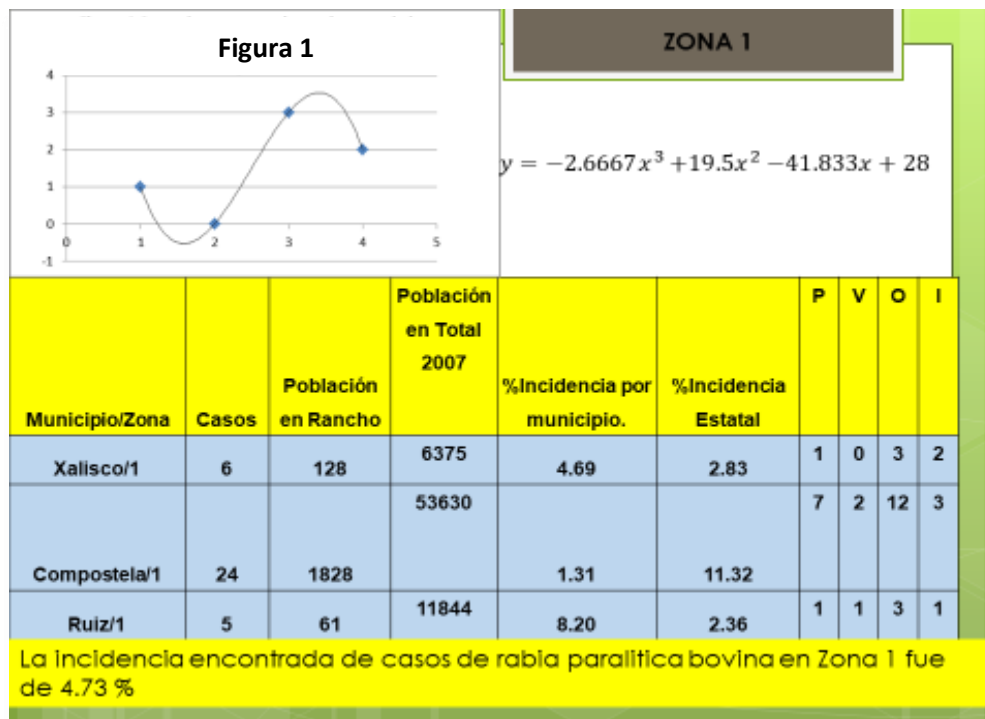 Figura 1
ZONA 1
4
3
2
1
0
-1
0 1 2 3 4 5
y = −2.6667x³ +19.5x² −41.833x + 28
Municipio/Zona Casos Población en Rancho Población en Total 2007 %Incidencia por municipio. %Incidencia Estatal P V O I
Xalisco/1 6 128 6375 4.69 2.83 1 0 3 2
Compostela/1 24 1828 53630 1.31 11.32 7 2 12 3
Ruiz/1 5 61 11844 8.20 2.36 1 1 3 1
La incidencia encontrada de casos de rabia paralitica bovina en Zona 1 fue
de 4.73 %